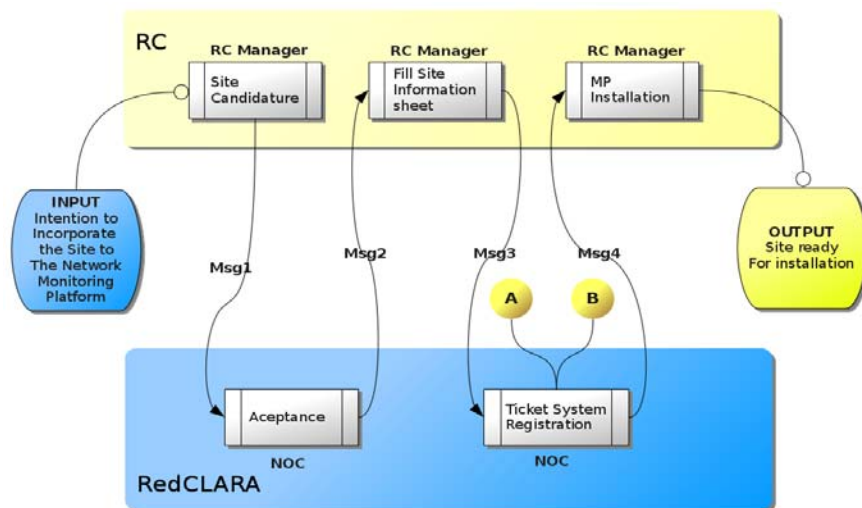 RC
RC Manager
RC Manager
RC Manager
Site
Candidature
Fill Site
Information
sheet
MP
Installation
INPUT
Intention to
Incorporate
the Site to
The Network
Monitoring
Platform
OUTPUT
Site ready
For installation
Msg1
Msg2
Msg3
Msg4
A
B
Aceptance
Ticket System
Registration
NOC
NOC
RedCLARA